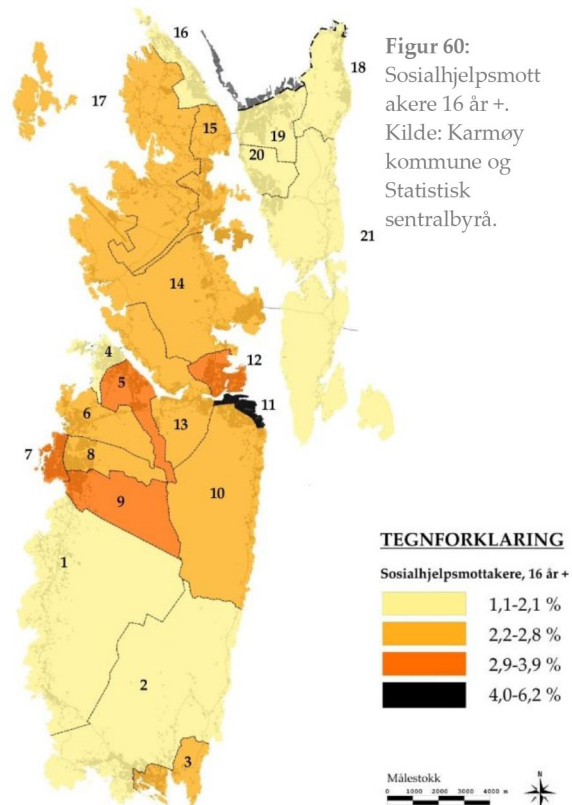 Figur 60:
Sosialhjelpsmott
akere 16 år +.
Kilde: Karmøy
kommune og
Statistisk
sentralbyrå.
16
18
17
15
19
20
21
14
4
12
5
11
6
13
7
8
9
10
1
2
3
TEGNFORKLARING
Sosialhjelpsmottakere, 16 år +
1,1-2,1 %
2,2-2,8 %
2,9-3,9 %
4,0-6,2 %
Målestokk
N
0 1000 2000 3000 4000 m